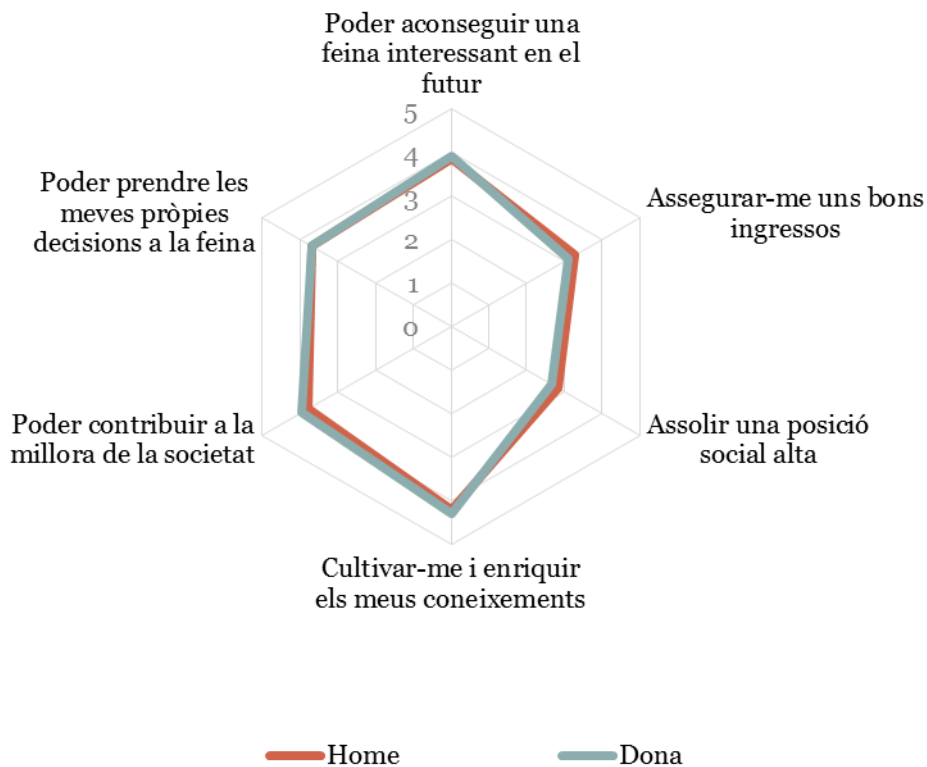 Poder aconseguir una
feina interessant en el
futur
5
4
3
2
1
0
Assegurar-me uns bons
ingressos
Assolir una posició
social alta
Cultivar-me i enriquir
els meus coneixements
Poder contribuir a la
millora de la societat
Poder prendre les
meves pròpies
decisions a la feina
Home
Dona